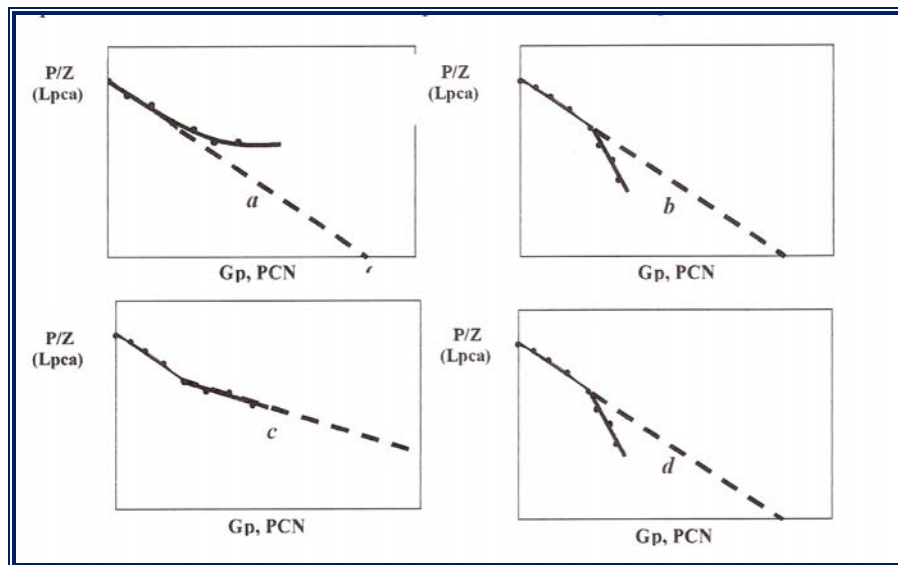 P/Z
(Lpca)
a
Gp, PCN
P/Z
(Lpca)
b
Gp, PCN
P/Z
(Lpca)
c
Gp, PCN
P/Z
(Lpca)
d
Gp, PCN